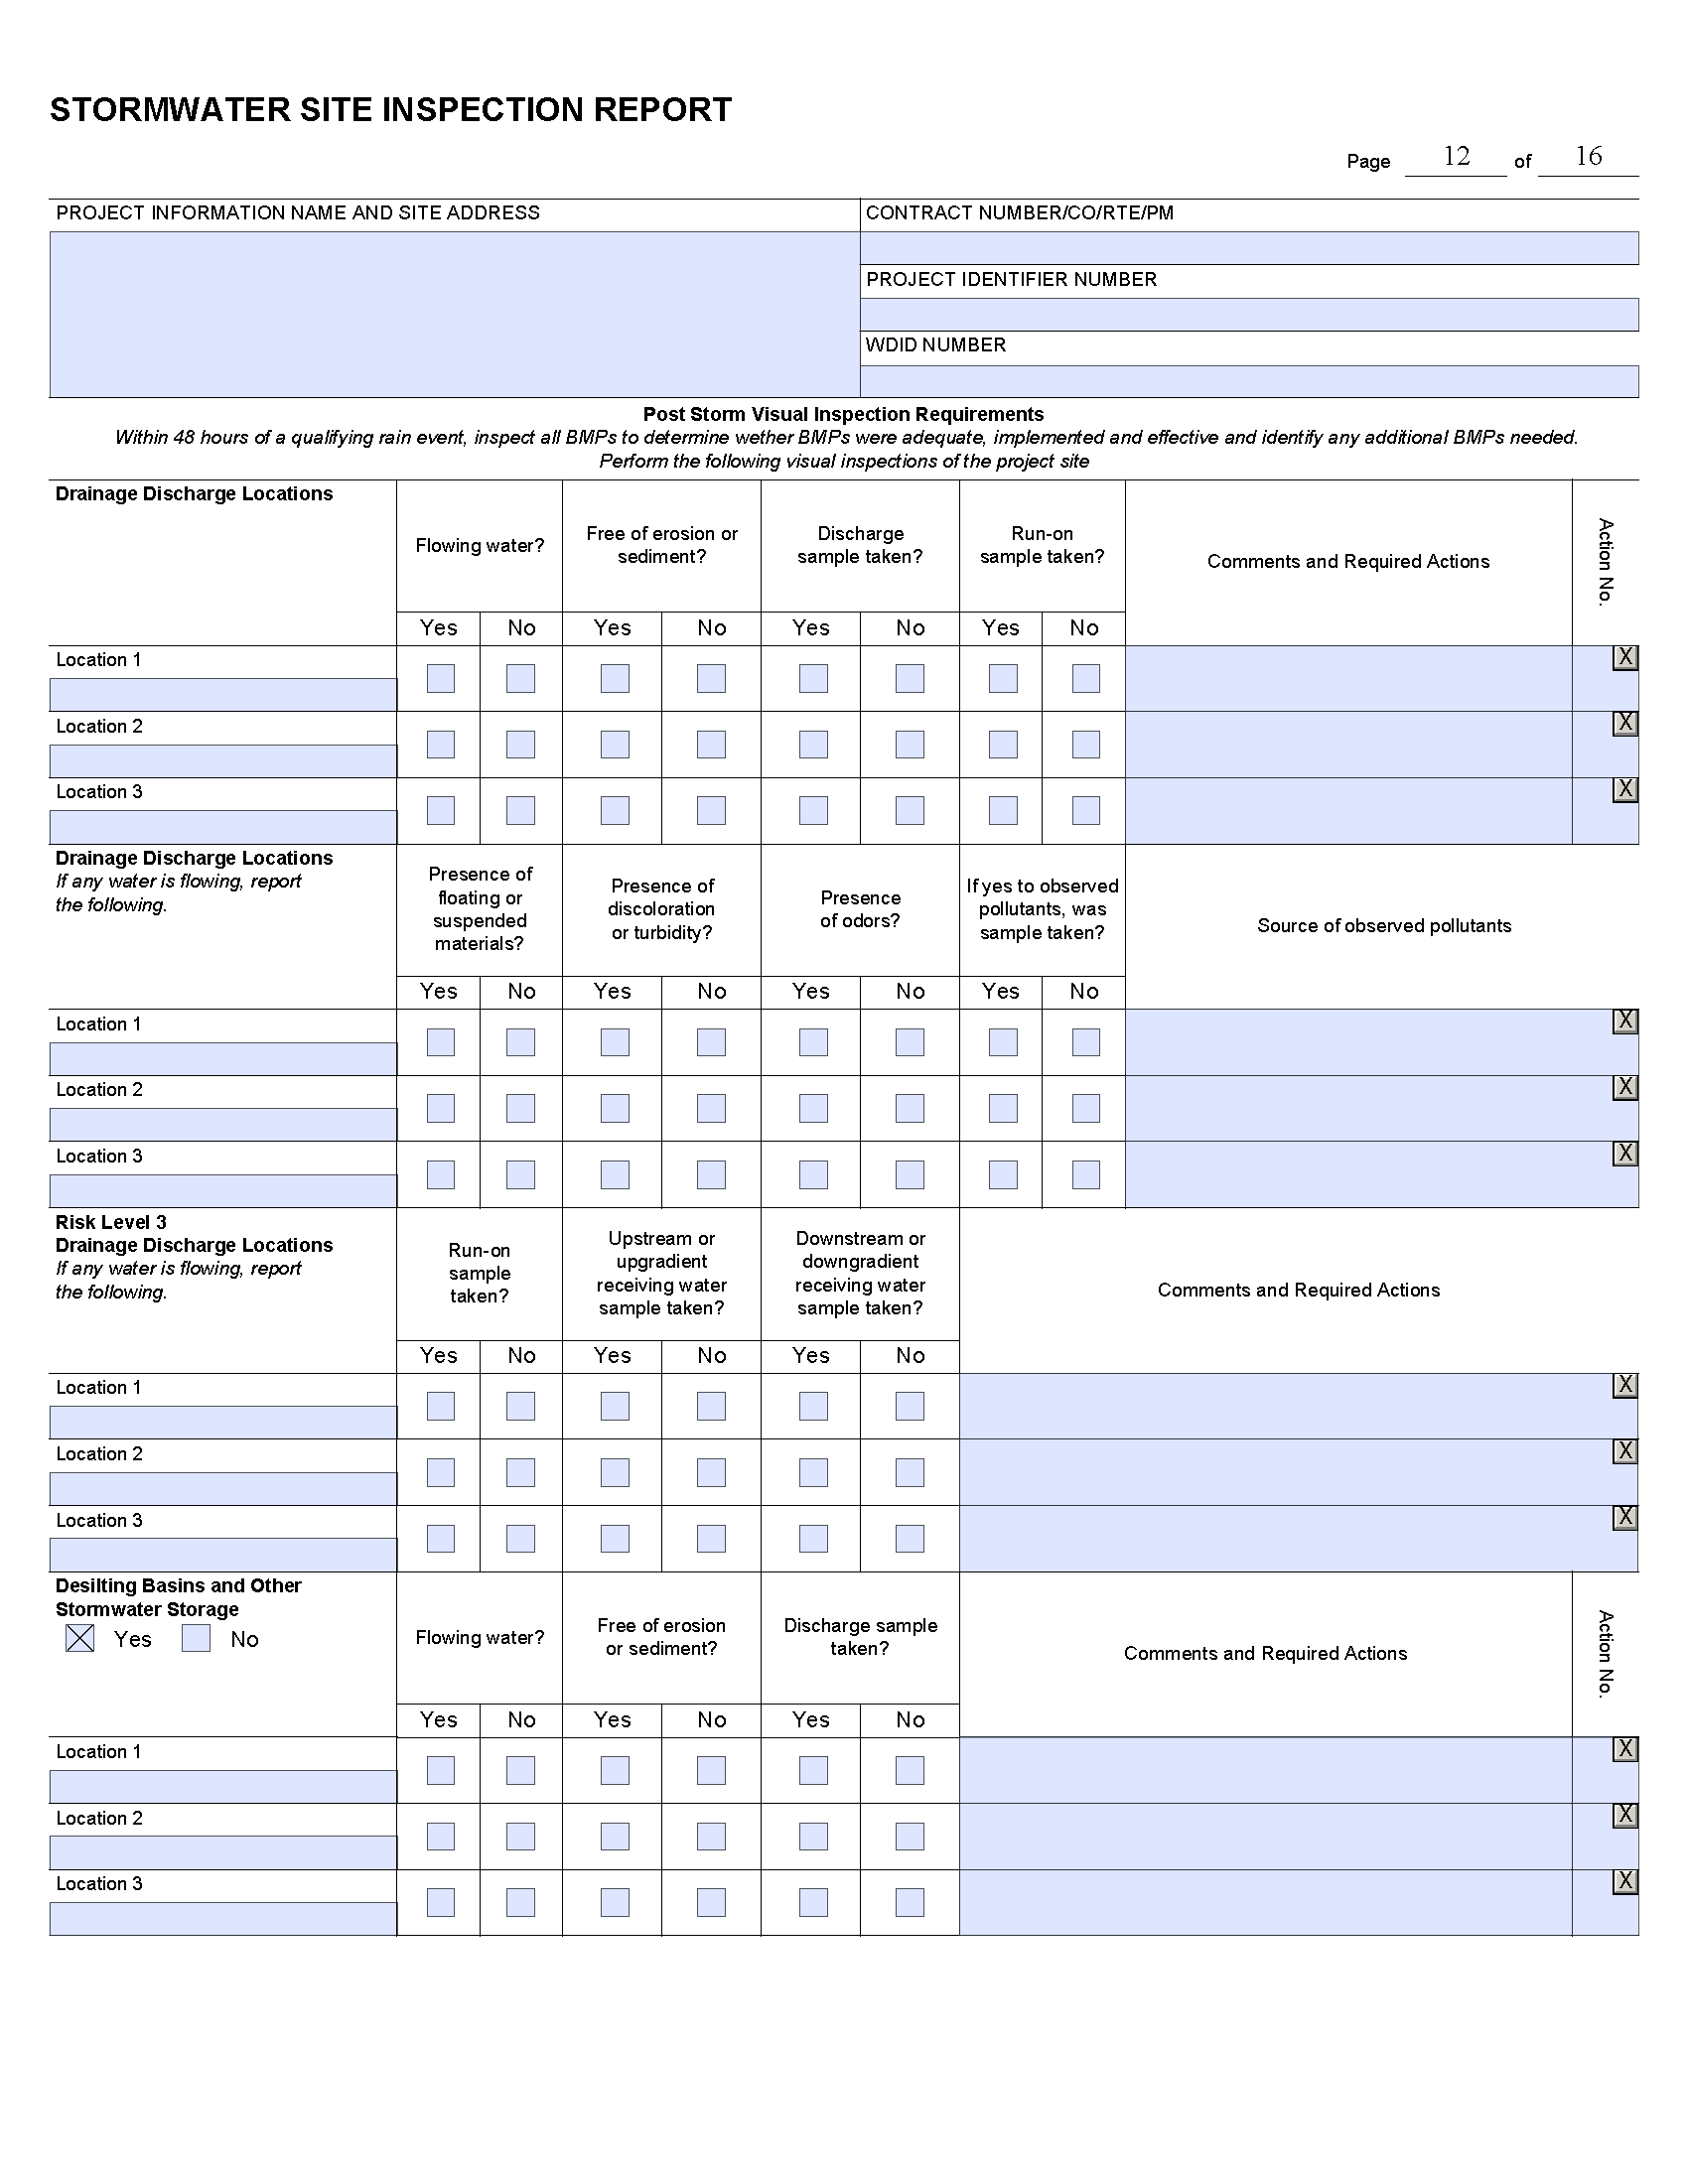 STORMWATER SITE INSPECTION REPORT
Page 12 of 16
PROJECT INFORMATION NAME AND SITE ADDRESS
CONTRACT NUMBER/CO/RTE/PM
PROJECT IDENTIFIER NUMBER
WDID NUMBER
Post Storm Visual Inspection Requirements
Within 48 hours of a qualifying rain event, inspect all BMPs to determine wether BMPs were adequate, implemented and effective and identify any additional BMPs needed.
Perform the following visual inspections of the project site
Drainage Discharge Locations
Flowing water?
Free of erosion or
sediment?
Discharge
sample taken?
Run-on
sample taken?
Comments and Required Actions
Action No.
Yes No Yes No Yes No Yes No
Location 1
X
Location 2
X
Location 3
X
Drainage Discharge Locations
If any water is flowing, report
the following.
Presence of
floating or
suspended
materials?
Presence of
discoloration
or turbidity?
Presence
of odors?
If yes to observed
pollutants, was
sample taken?
Source of observed pollutants
Yes No Yes No Yes No Yes No
Location 1
X
Location 2
X
Location 3
X
Risk Level 3
Drainage Discharge Locations
If any water is flowing, report
the following.
Run-on
sample
taken?
Upstream or
upgradient
receiving water
sample taken?
Downstream or
downgradient
receiving water
sample taken?
Comments and Required Actions
Yes No Yes No Yes No
Location 1
X
Location 2
X
Location 3
X
Desilting Basins and Other
Stormwater Storage
Yes No
Flowing water?
Free of erosion
or sediment?
Discharge sample
taken?
Comments and Required Actions
Action No.
Yes No Yes No Yes No
Location 1
X
Location 2
X
Location 3
X